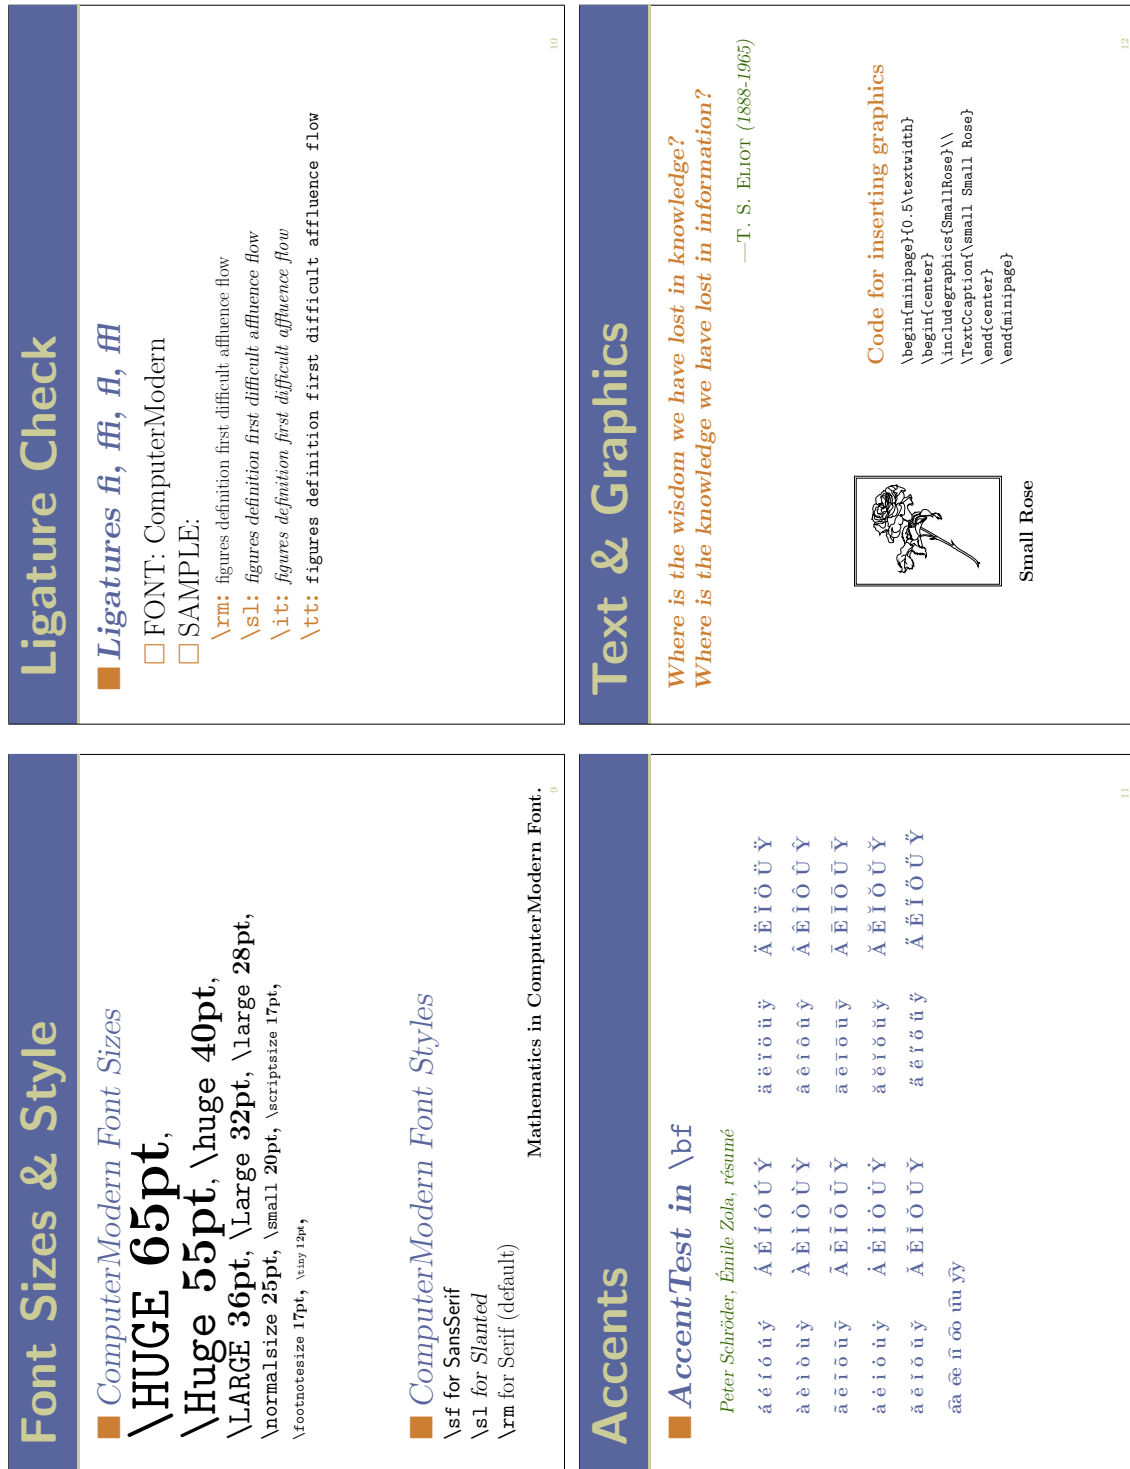 Font Sizes & Style
ComputerModern Font Sizes
\HUGE 65pt,
\Huge 55pt, \huge 40pt,
\LARGE 36pt, \Large 32pt, \large 28pt,
\normalsize 25pt, \small 20pt, \scriptsize 17pt,
\footnotesize 17pt, \tiny 12pt,
ComputerModern Font Styles
\sf for SansSerif
\sl for Slanted
\rm for Serif (default)
Mathematics in ComputerModern Font.
9
Ligature Check
Ligatures fi, ffi, fl, ffl
FONT: ComputerModern
SAMPLE:
\rm: figures definition first difficult affluence flow
\sl: figures definition first difficult affluence flow
\it: figures definition first difficult affluence flow
\tt: figures definition first difficult affluence flow
10
Accents
AccentTest in \bf
Peter Schröder, Émile Zola, résumé
á é í ó ú ý Á É Í Ó Ú Ý ä ë ï ö ü ÿ Ä Ë Ï Ö Ü Ÿ
à è ì ò ù ỳ À È Ì Ò Ù Ỳ â ê î ô û ŷ Â Ê Î Ô Û Ŷ
ã ẽ ĩ õ ũ ỹ Ã Ẽ Ĩ Õ Ũ Ỹ ā ē ī ō ū ȳ Ā Ē Ī Ō Ū Ȳ
ȧ ė i ȯ u̇ ẏ Ȧ Ė İ Ȯ U̇ Ẏ ǎ ě ǐ ǒ ǔ y̌ Ǎ Ě Ǐ Ǒ Ǔ Y̌
ă ĕ ĭ ŏ ŭ y̆ Ă Ĕ Ĭ Ŏ Ŭ Y̆ a̋ e̋ i̋ ő ű y̋ A̋ E̋ I̋ Ő Ű Y̋
a͡a e͡e ı͡ı o͡o u͡u y͡y
11
Text & Graphics
Where is the wisdom we have lost in knowledge?
Where is the knowledge we have lost in information?
—T. S. Eliot (1888-1965)
Small Rose
Code for inserting graphics
\begin{minipage}{0.5\textwidth}
\begin{center}
\includegraphics{SmallRose}\\
\TextCcaption{\small Small Rose}
\end{center}
\end{minipage}
12